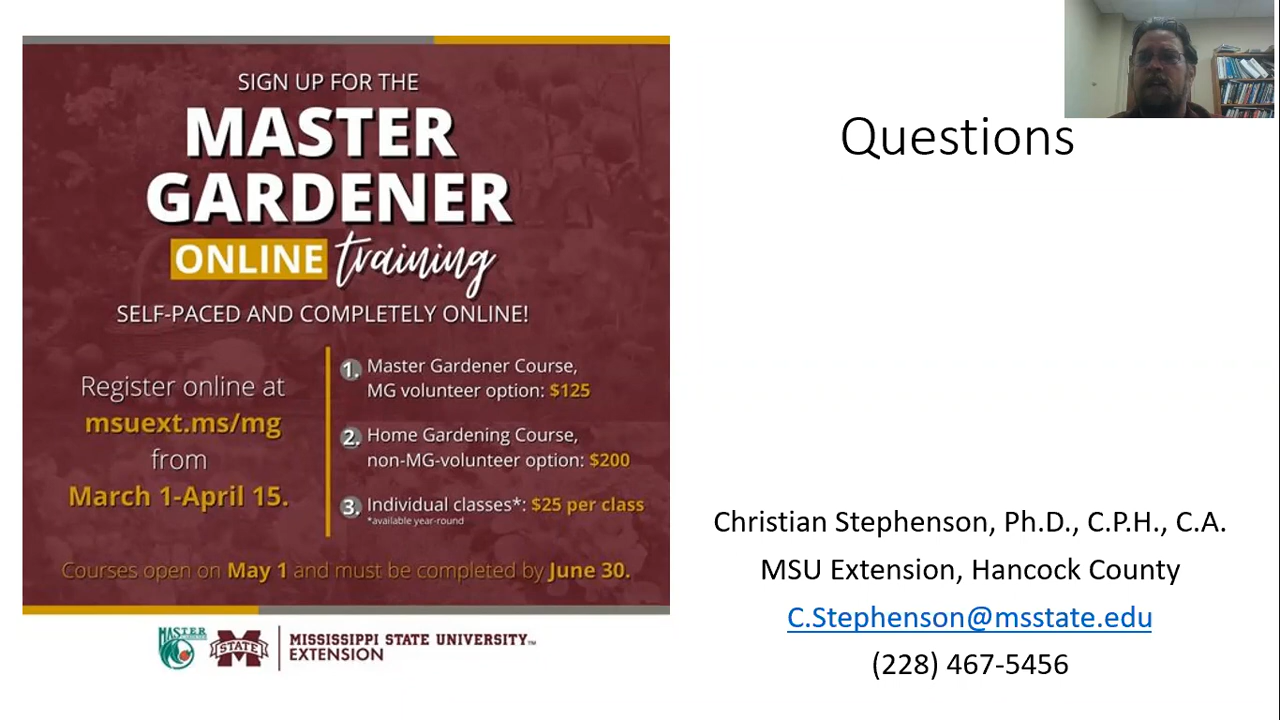 SIGN UP FOR THE
MASTER
GARDENER
ONLINE training
SELF-PACED AND COMPLETELY ONLINE!
Register online at
msuext.ms/mg
from
March 1-April 15.
1. Master Gardener Course,
MG volunteer option: $125
2. Home Gardening Course,
non-MG-volunteer option: $200
3. Individual classes*: $25 per class
*available year-round
Courses open on May 1 and must be completed by June 30.
MASTER
STATE
MISSISSIPPI STATE UNIVERSITY™
EXTENSION
Questions
Christian Stephenson, Ph.D., C.P.H., C.A.
MSU Extension, Hancock County
C.Stephenson@msstate.edu
(228) 467-5456